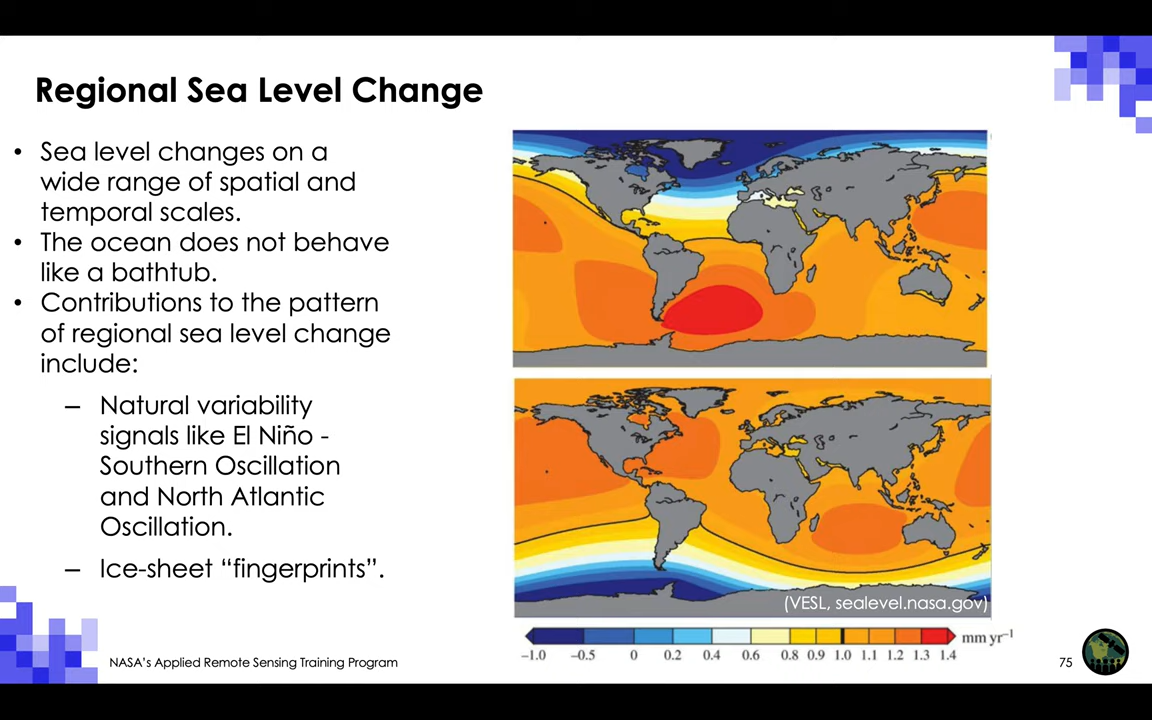 Regional Sea Level Change
• Sea level changes on a
wide range of spatial and
temporal scales.
• The ocean does not behave
like a bathtub.
• Contributions to the pattern
of regional sea level change
include:
– Natural variability
signals like El Niño -
Southern Oscillation
and North Atlantic
Oscillation.
– Ice-sheet “fingerprints”.
(VESL, sealevel.nasa.gov)
−1.0 −0.5 0 0.2 0.4 0.6 0.8 0.9 1.0 1.1 1.2 1.3 1.4 mm yr⁻¹
NASA’s Applied Remote Sensing Training Program
75